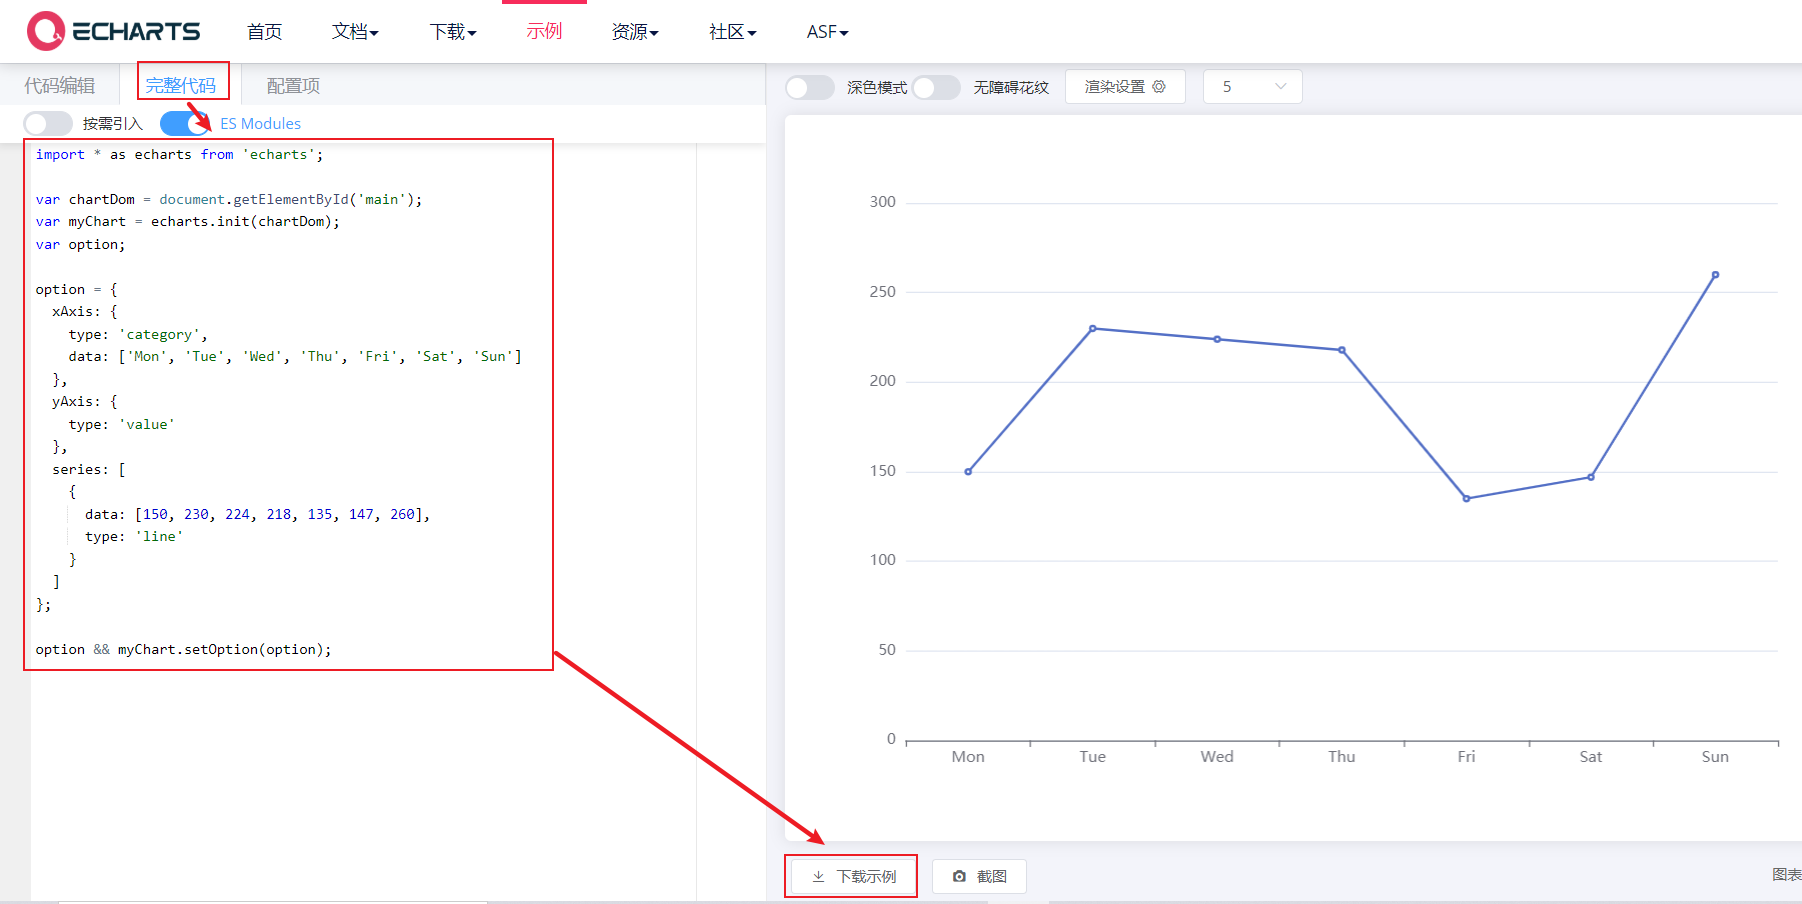 ECHARTS 首页 文档 下载 示例 资源 社区 ASF
代码编辑 完整代码 配置项
按需引入 ES Modules
import * as echarts from 'echarts';
var chartDom = document.getElementById('main');
var myChart = echarts.init(chartDom);
var option;
option = {
xAxis: {
type: 'category',
data: ['Mon', 'Tue', 'Wed', 'Thu', 'Fri', 'Sat', 'Sun']
},
yAxis: {
type: 'value'
},
series: [
{
data: [150, 230, 224, 218, 135, 147, 260],
type: 'line'
}
]
};
option && myChart.setOption(option);
深色模式 无障碍花纹 渲染设置 5
300
250
200
150
100
50
0
Mon Tue Wed Thu Fri Sat Sun
下载示例 截图 图表